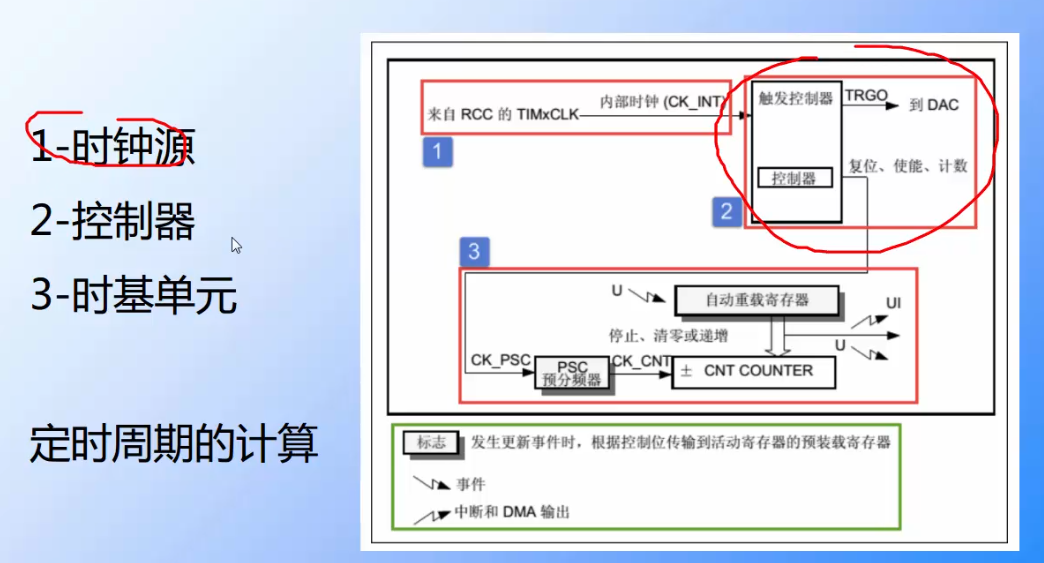 1-时钟源
2-控制器
3-时基单元
定时周期的计算
来自 RCC 的 TIMxCLK
内部时钟 (CK_INT)
1
触发控制器
TRGO
到 DAC
控制器
复位、使能、计数
2
3
U
自动重载寄存器
UI
停止、清零或递增
U
CK_PSC
PSC
预分频器
CK_CNT
± CNT COUNTER
标志
发生更新事件时，根据控制位传输到活动寄存器的预装载寄存器
事件
中断和 DMA 输出